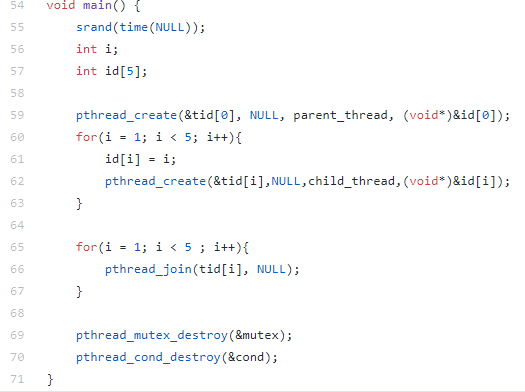 54 void main() {
55     srand(time(NULL));
56     int i;
57     int id[5];
58
59     pthread_create(&tid[0], NULL, parent_thread, (void*)&id[0]);
60     for(i = 1; i < 5; i++){
61         id[i] = i;
62         pthread_create(&tid[i],NULL,child_thread,(void*)&id[i]);
63     }
64
65     for(i = 1; i < 5 ; i++){
66         pthread_join(tid[i], NULL);
67     }
68
69     pthread_mutex_destroy(&mutex);
70     pthread_cond_destroy(&cond);
71 }